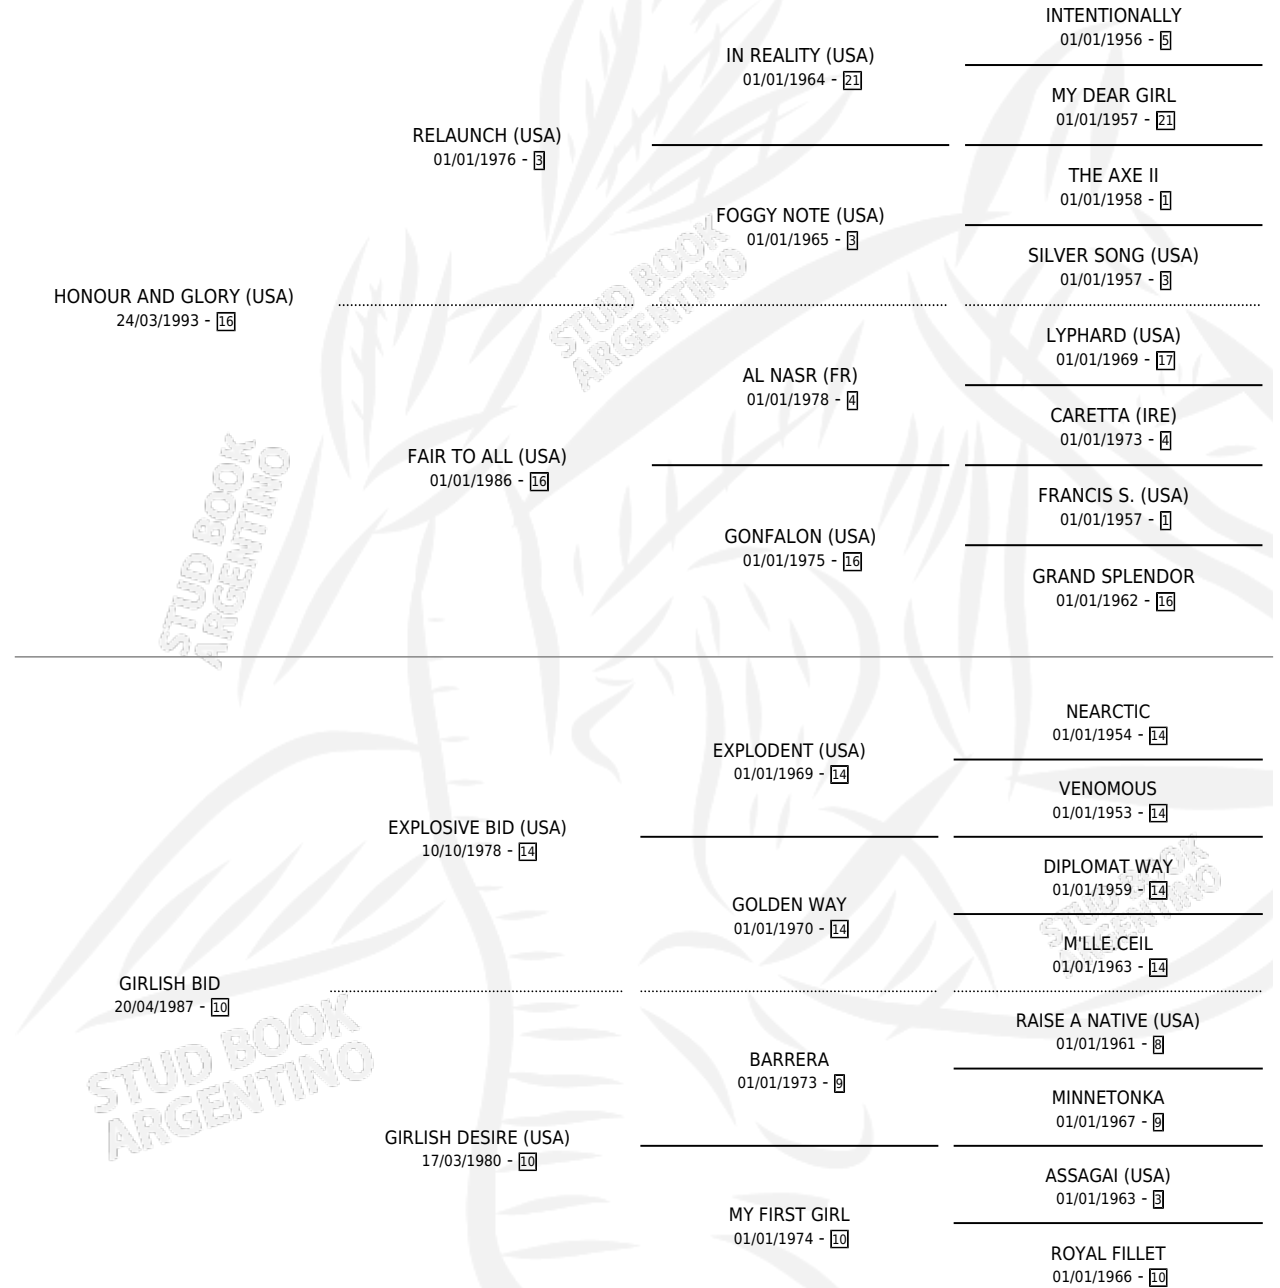 INTENTIONALLY
01/01/1956 - 5
IN REALITY (USA)
01/01/1964 - 21
MY DEAR GIRL
01/01/1957 - 21
RELAUNCH (USA)
01/01/1976 - 3
THE AXE II
01/01/1958 - 1
FOGGY NOTE (USA)
01/01/1965 - 3
SILVER SONG (USA)
01/01/1957 - 3
HONOUR AND GLORY (USA)
24/03/1993 - 16
STUD BOOK
ARGENTINO
LYPHARD (USA)
01/01/1969 - 17
AL NASR (FR)
01/01/1978 - 4
CARETTA (IRE)
01/01/1973 - 4
FAIR TO ALL (USA)
01/01/1986 - 16
FRANCIS S. (USA)
01/01/1957 - 1
GONFALON (USA)
01/01/1975 - 16
GRAND SPLENDOR
01/01/1962 - 16
STUD BOOK
ARGENTINO
NEARCTIC
01/01/1954 - 14
EXPLODENT (USA)
01/01/1969 - 14
VENOMOUS
01/01/1953 - 14
EXPLOSIVE BID (USA)
10/10/1978 - 14
DIPLOMAT WAY
01/01/1959 - 14
GOLDEN WAY
01/01/1970 - 14
M'LLE.CEIL
01/01/1963 - 14
STUD BOOK
ARGENTINO
GIRLISH BID
20/04/1987 - 10
RAISE A NATIVE (USA)
01/01/1961 - 8
BARRERA
01/01/1973 - 9
MINNETONKA
01/01/1967 - 9
STUD BOOK
ARGENTINO
GIRLISH DESIRE (USA)
17/03/1980 - 10
ASSAGAI (USA)
01/01/1963 - 3
MY FIRST GIRL
01/01/1974 - 10
ROYAL FILLET
01/01/1966 - 10